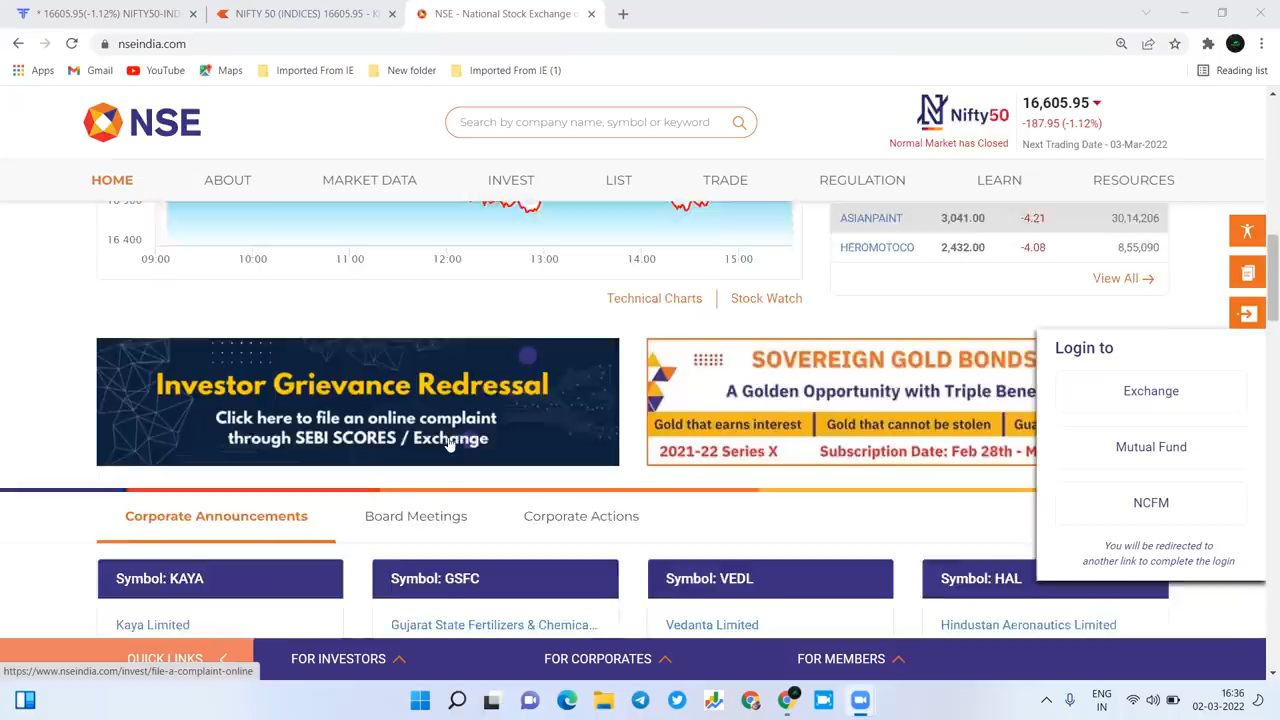 * 16605.95(-1.12%) NIFTY50-IND
NIFTY 50 (INDICES) 16605.95 - K
NSE - National Stock Exchange o
nseindia.com
Apps
Gmail
YouTube
Maps
Imported From IE
New folder
Imported From IE (1)
Reading list
NSE
Search by company name, symbol or keyword
Nifty50
Normal Market has Closed
16,605.95
-187.95 (-1.12%)
Next Trading Date - 03-Mar-2022
HOME
ABOUT
MARKET DATA
INVEST
LIST
TRADE
REGULATION
LEARN
RESOURCES
16 400
09:00
10:00
11:00
12:00
13:00
14:00
15:00
ASIANPAINT 3,041.00 -4.21 30,14,206
HEROMOTOCO 2,432.00 -4.08 8,55,090
View All
Technical Charts
Stock Watch
Investor Grievance Redressal
Click here to file an online complaint
through SEBI SCORES / Exchange
SOVEREIGN GOLD BONDS
A Golden Opportunity with Triple Bene
Gold that earns interest
Gold that cannot be stolen
Gua
2021-22 Series X
Subscription Date: Feb 28th - M
Login to
Exchange
Mutual Fund
NCFM
You will be redirected to
another link to complete the login
Corporate Announcements
Board Meetings
Corporate Actions
Symbol: KAYA
Symbol: GSFC
Symbol: VEDL
Symbol: HAL
Kaya Limited
Gujarat State Fertilizers & Chemica...
Vedanta Limited
Hindustan Aeronautics Limited
QUICK LINKS
FOR INVESTORS
FOR CORPORATES
FOR MEMBERS
https://www.nseindia.com/invest/file-a-complaint-online
ENG
IN
16:36
02-03-2022